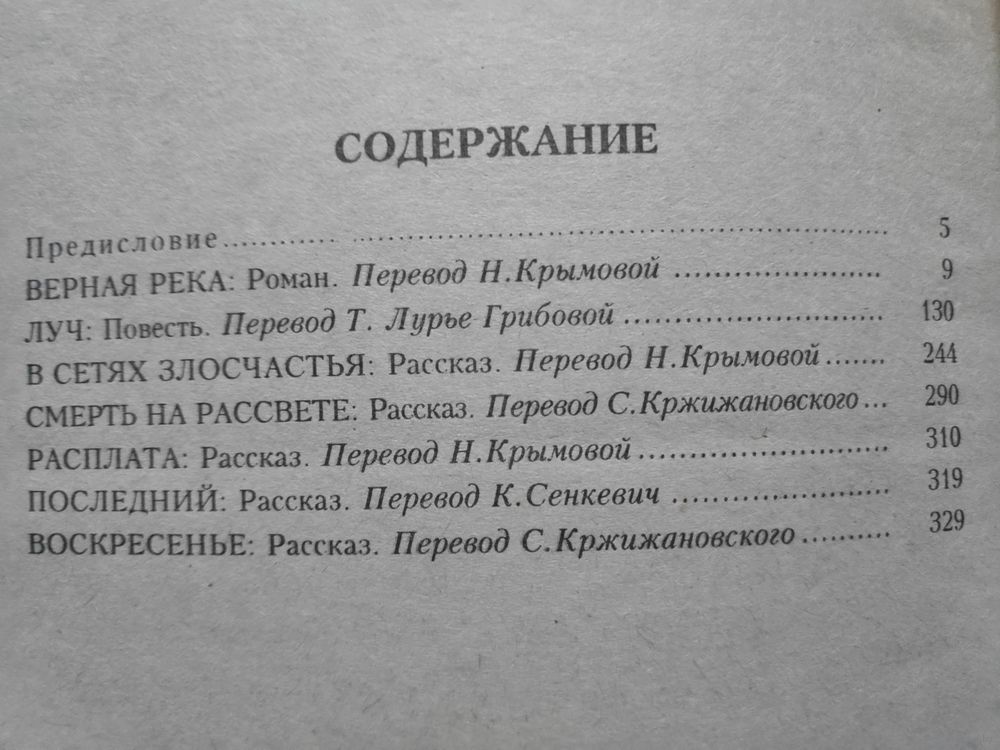 СОДЕРЖАНИЕ
Предисловие ........................ 5
ВЕРНАЯ РЕКА: Роман. Перевод Н.Крымовой ........................ 9
ЛУЧ: Повесть. Перевод Т. Лурье Грибовой ........................ 130
В СЕТЯХ ЗЛОСЧАСТЬЯ: Рассказ. Перевод Н.Крымовой ....... 244
СМЕРТЬ НА РАССВЕТЕ: Рассказ. Перевод С.Кржижановского ... 290
РАСПЛАТА: Рассказ. Перевод Н.Крымовой ........................ 310
ПОСЛЕДНИЙ: Рассказ. Перевод К.Сенкевич ........................ 319
ВОСКРЕСЕНЬЕ: Рассказ. Перевод С.Кржижановского .......... 329